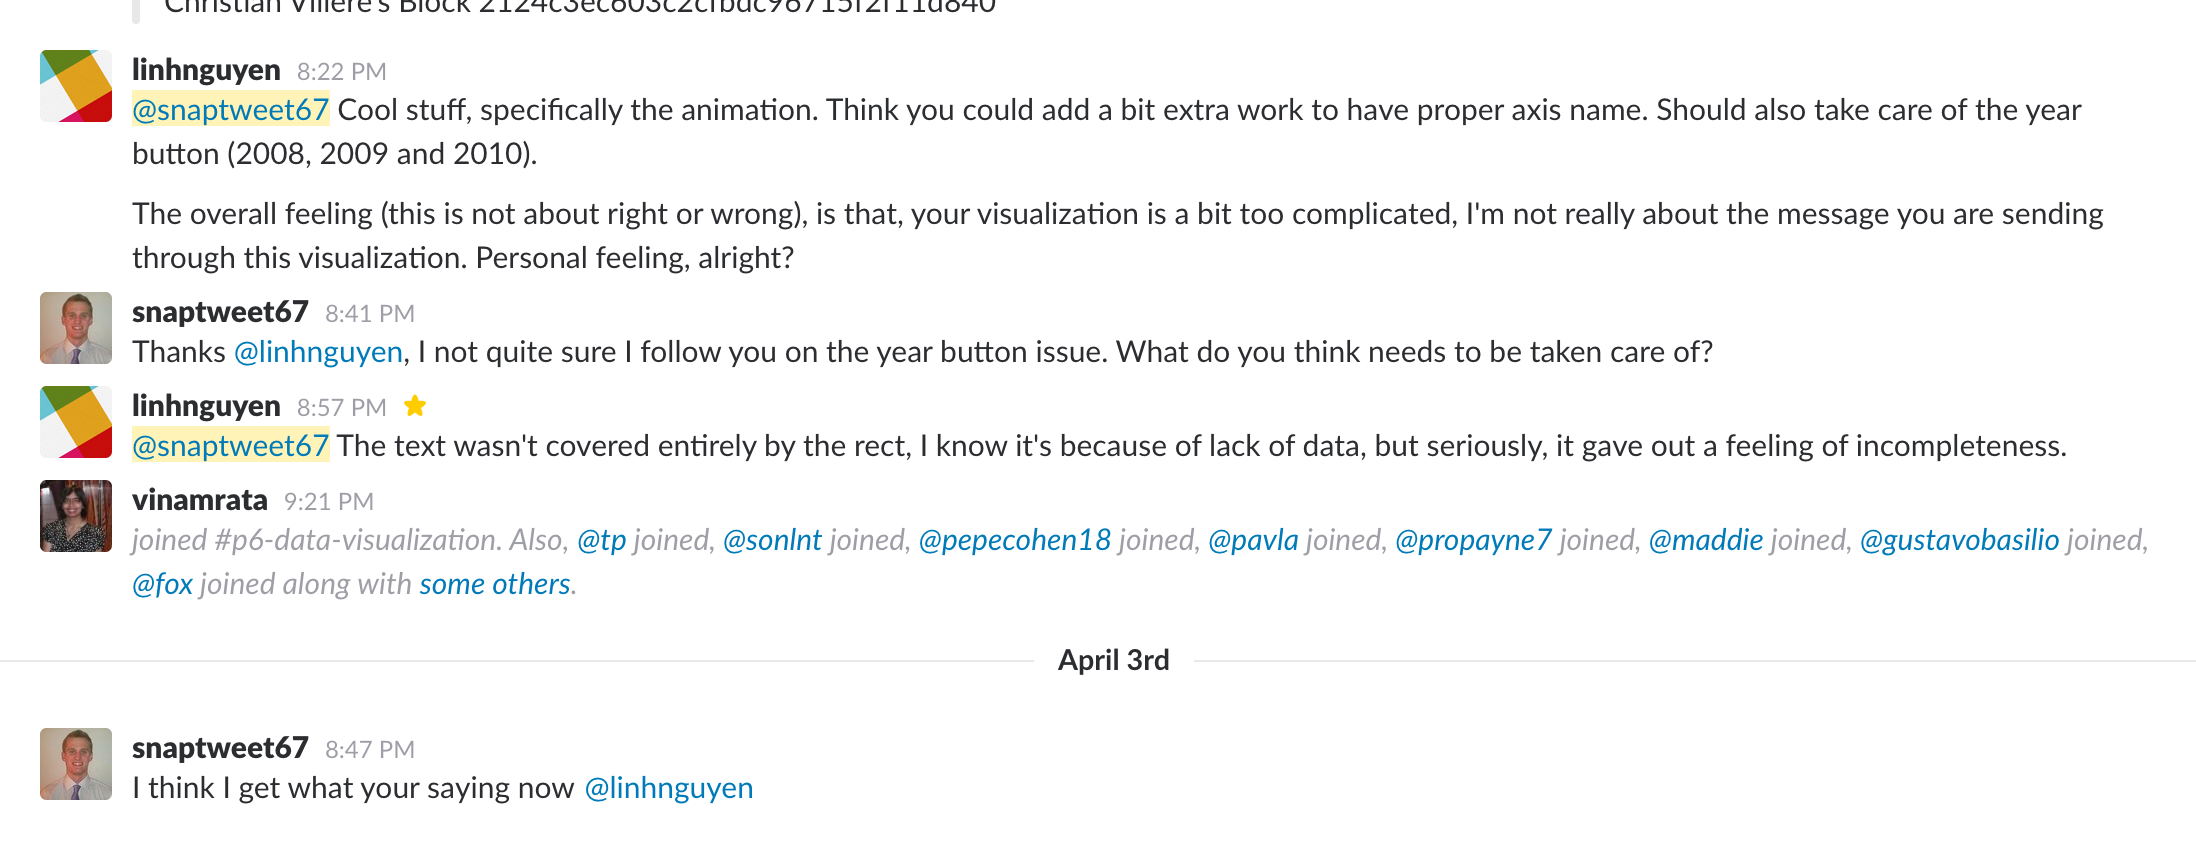 Christian Villere's Block
linhnguyen 8:22 PM
@snaptweet67 Cool stuff, specifically the animation. Think you could add a bit extra work to have proper axis name. Should also take care of the year
button (2008, 2009 and 2010).
The overall feeling (this is not about right or wrong), is that, your visualization is a bit too complicated, I'm not really about the message you are sending
through this visualization. Personal feeling, alright?
snaptweet67 8:41 PM
Thanks @linhnguyen, I not quite sure I follow you on the year button issue. What do you think needs to be taken care of?
linhnguyen 8:57 PM
@snaptweet67 The text wasn't covered entirely by the rect, I know it's because of lack of data, but seriously, it gave out a feeling of incompleteness.
vinamrata 9:21 PM
joined #p6-data-visualization. Also, @tp joined, @sonlnt joined, @pepecohen18 joined, @pavla joined, @propayne7 joined, @maddie joined, @gustavobasilio joined,
@fox joined along with some others.
April 3rd
snaptweet67 8:47 PM
I think I get what your saying now @linhnguyen